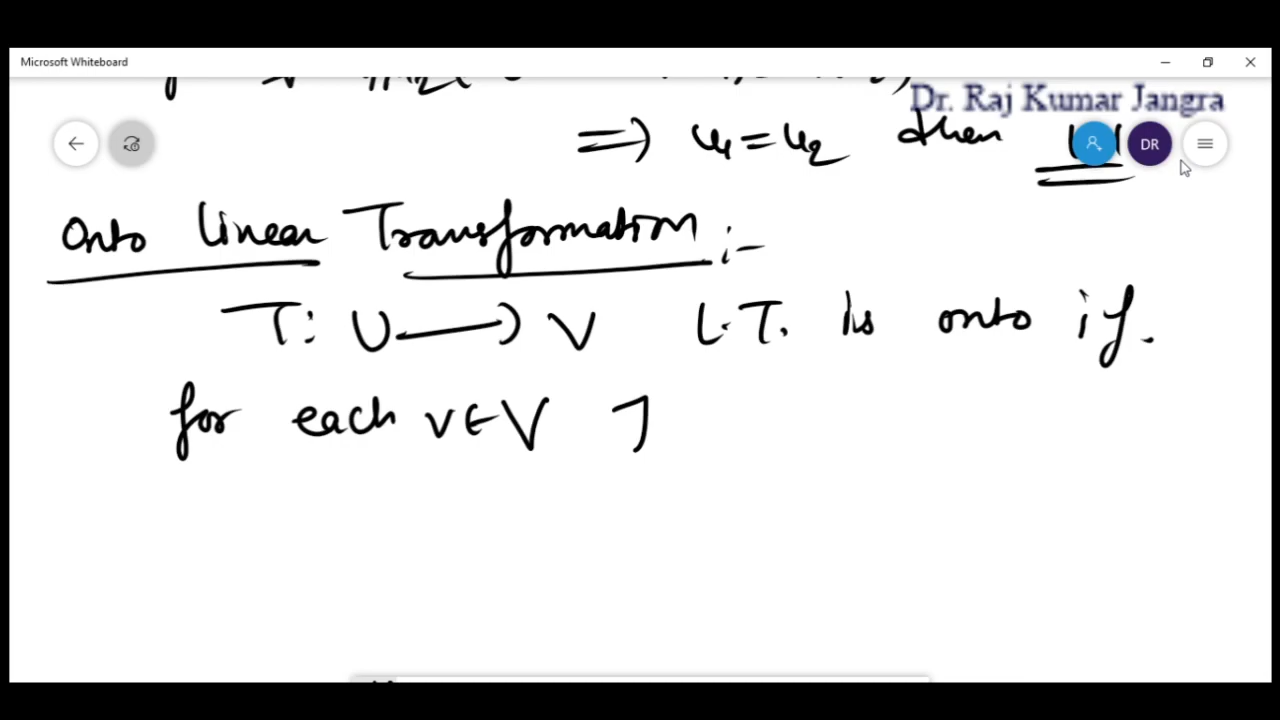 Microsoft Whiteboard
Dr. Raj Kumar Jangra
⇒ u₁ = u₂ then
DR
Onto linear Transformation :-
T: U → V L.T. is onto if.
for each v ∈ V